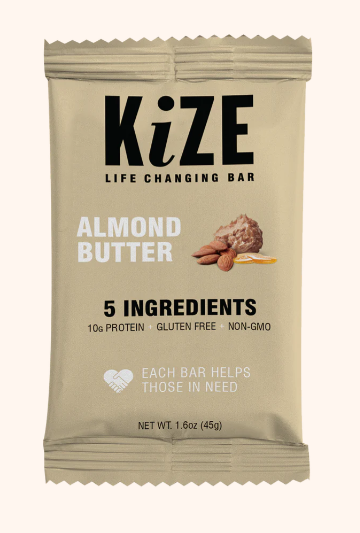 KiZE
LIFE CHANGING BAR
ALMOND
BUTTER
5 INGREDIENTS
10g PROTEIN • GLUTEN FREE • NON-GMO
EACH BAR HELPS
THOSE IN NEED
NET WT. 1.6oz (45g)